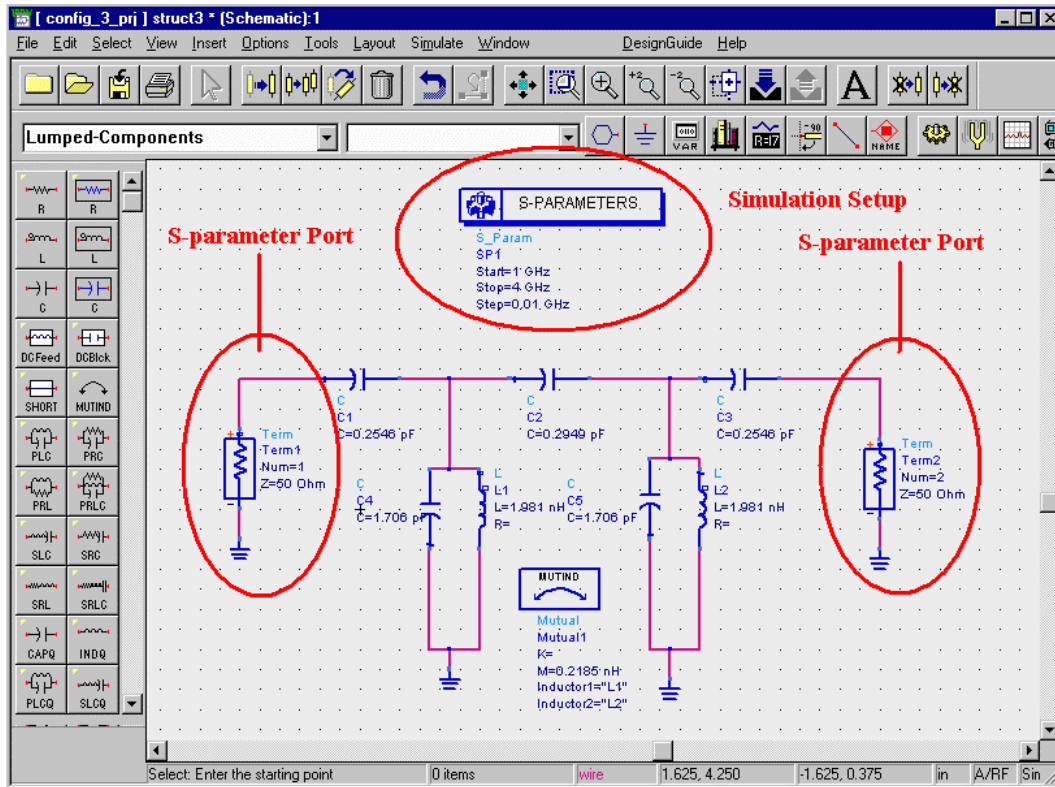 [ config_3_prj ] struct3 * (Schematic):1
File Edit Select View Insert Options Tools Layout Simulate Window DesignGuide Help
+2 -2 A
Lumped-Components
VAR -90 NAME
R R
L L
C C
DCFeed DCBlck
SHORT MUTIND
PLC PRC
PRL PRLC
SLC SRC
SRL SRLC
CAPQ INDQ
PLCQ SLCQ
S-PARAMETERS
Simulation Setup
S_Param
SP1
Start=1 GHz
Stop=4 GHz
Step=0.01 GHz
S-parameter Port
S-parameter Port
C
C1
C=0.2546 pF
C
C2
C=0.2949 pF
C
C3
C=0.2546 pF
Term
Term1
Num=1
Z=50 Ohm
C
C4
C=1.706 pF
L
L1
L=1.981 nH
R=
C
C5
C=1.706 pF
L
L2
L=1.981 nH
R=
Term
Term2
Num=2
Z=50 Ohm
MUTIND
Mutual
Mutual1
K=
M=0.2185 nH
Inductor1="L1"
Inductor2="L2"
Select: Enter the starting point 0 items wire 1.625, 4.250 -1.625, 0.375 in A/RF Sin